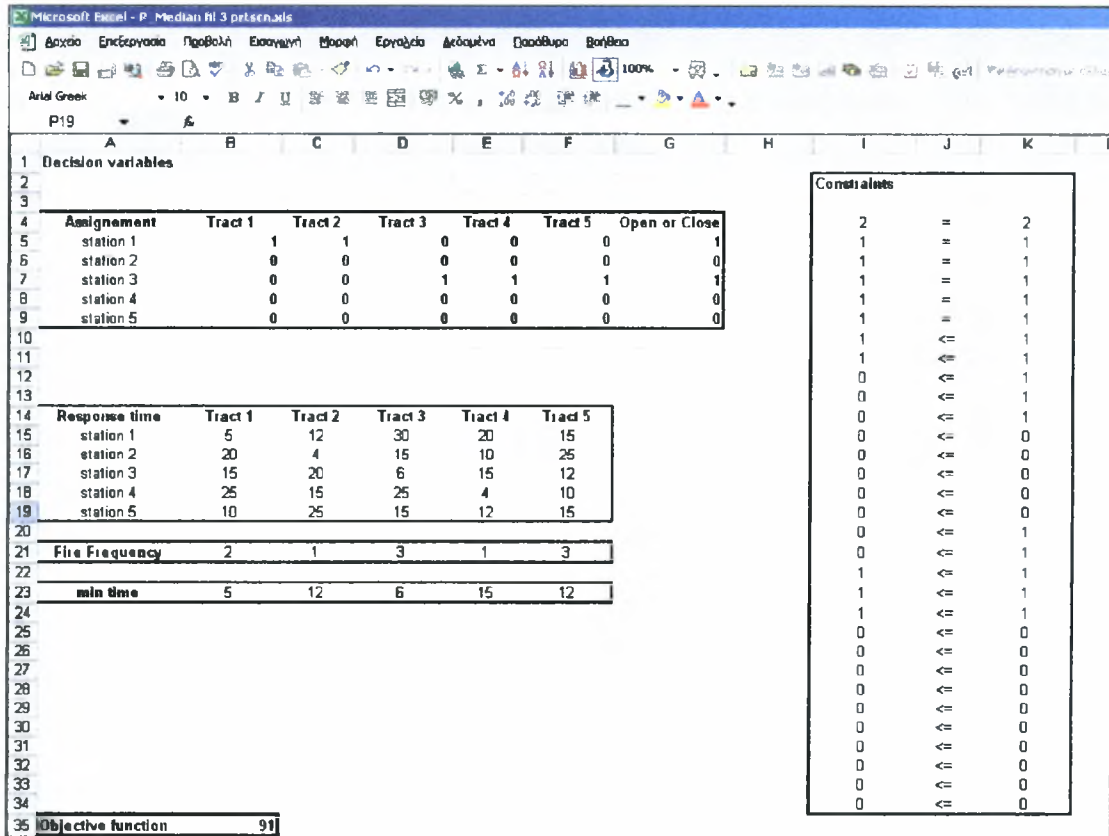 Microsoft Excel - P_Median fil 3 prtscn.xls
Αρχείο Επεξεργασία Προβολή Εισαγωγή Μορφή Εργαλεία Δεδομένα Παράθυρο Βοήθεια
100%
Arial Greek 10 B I U %
P19 fx
A B C D E F G H I J K
1 Decision variables
2 Constraints
3
4 Assignement Tract 1 Tract 2 Tract 3 Tract 4 Tract 5 Open or Close 2 = 2
5 station 1 1 1 0 0 0 1 1 = 1
6 station 2 0 0 0 0 0 0 1 = 1
7 station 3 0 0 1 1 1 1 1 = 1
8 station 4 0 0 0 0 0 0 1 = 1
9 station 5 0 0 0 0 0 0 1 = 1
10 1 <= 1
11 1 <= 1
12 0 <= 1
13 0 <= 1
14 Response time Tract 1 Tract 2 Tract 3 Tract 4 Tract 5 0 <= 1
15 station 1 5 12 30 20 15 0 <= 0
16 station 2 20 4 15 10 25 0 <= 0
17 station 3 15 20 6 15 12 0 <= 0
18 station 4 25 15 25 4 10 0 <= 0
19 station 5 10 25 15 12 15 0 <= 0
20 0 <= 1
21 Fire Frequency 2 1 3 1 3 0 <= 1
22 1 <= 1
23 min time 5 12 6 15 12 1 <= 1
24 1 <= 1
25 0 <= 0
26 0 <= 0
27 0 <= 0
28 0 <= 0
29 0 <= 0
30 0 <= 0
31 0 <= 0
32 0 <= 0
33 0 <= 0
34 0 <= 0
35 Objective function 91